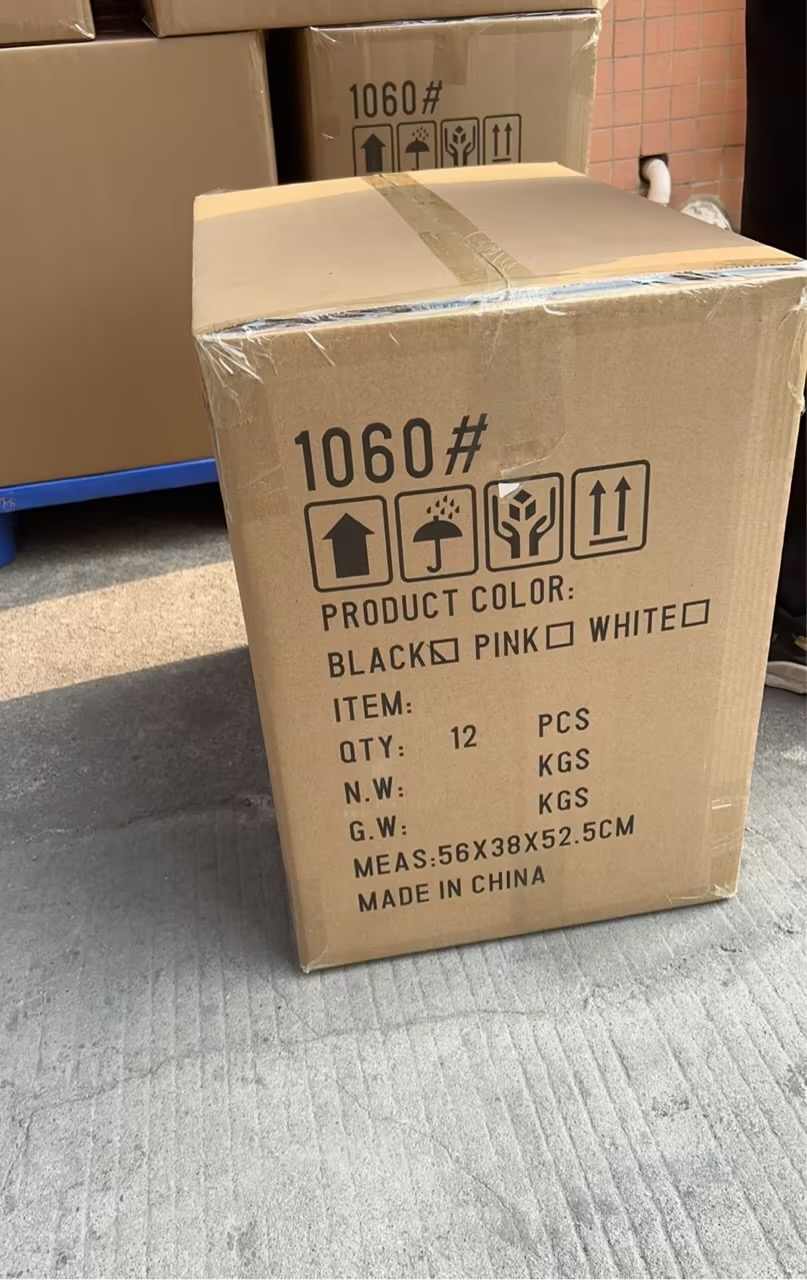 1060#
1060#
PRODUCT COLOR:
BLACK PINK WHITE
ITEM:
QTY: 12 PCS
N.W: KGS
G.W: KGS
MEAS:56X38X52.5CM
MADE IN CHINA